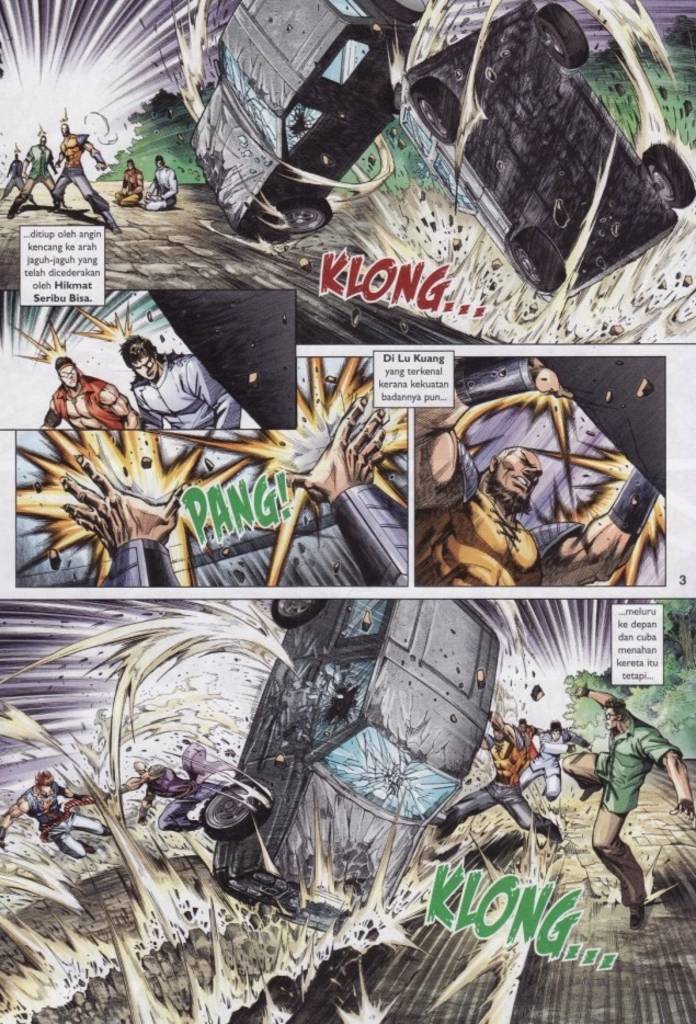 ...ditiup oleh angin
kencang ke arah
jaguh-jaguh yang
telah dicederakan
oleh Hikmat
Seribu Bisa.
KLONG...
Di Lu Kuang
yang terkenal
kerana kekuatan
badannya pun...
PANG!
3
...meluru
ke depan
dan cuba
menahan
kereta itu
tetapi...
KLONG...